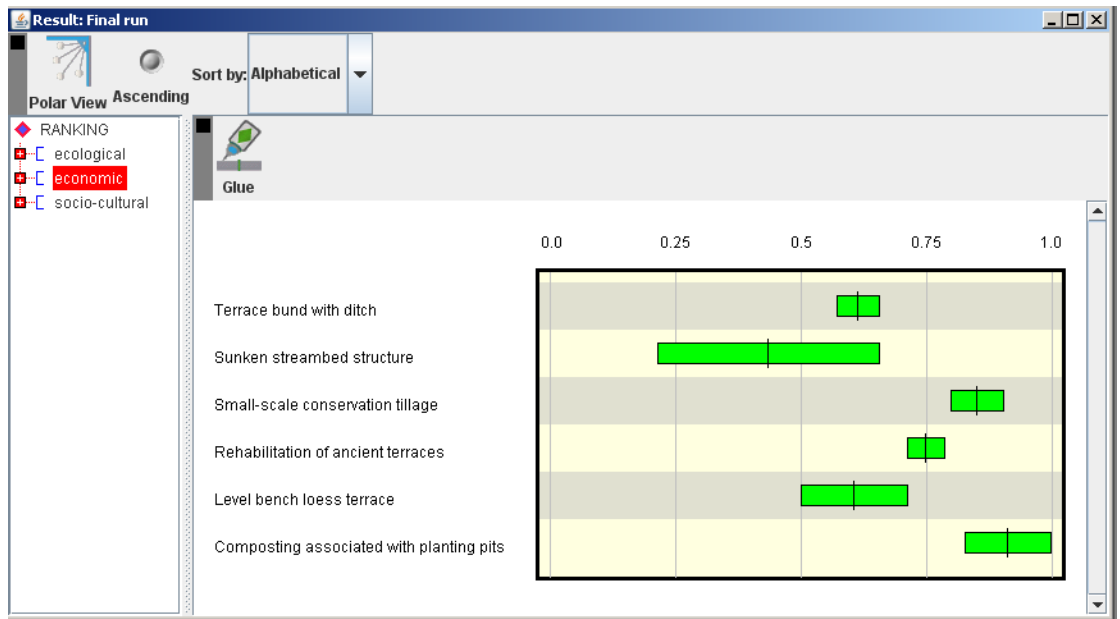 Result: Final run
Polar View
Ascending
Sort by: Alphabetical
RANKING
ecological
economic
socio-cultural
Glue
0.0 0.25 0.5 0.75 1.0
Terrace bund with ditch
Sunken streambed structure
Small-scale conservation tillage
Rehabilitation of ancient terraces
Level bench loess terrace
Composting associated with planting pits